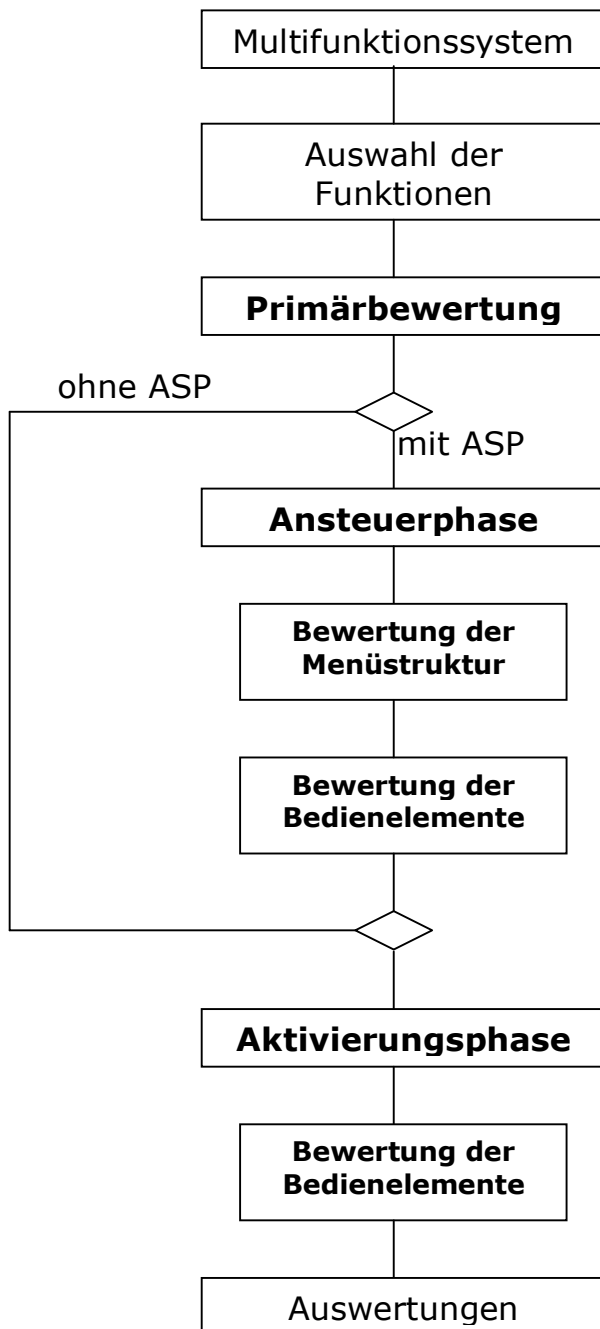 Multifunktionssystem
Auswahl der
Funktionen
Primärbewertung
ohne ASP
mit ASP
Ansteuerphase
Bewertung der
Menüstruktur
Bewertung der
Bedienelemente
Aktivierungsphase
Bewertung der
Bedienelemente
Auswertungen